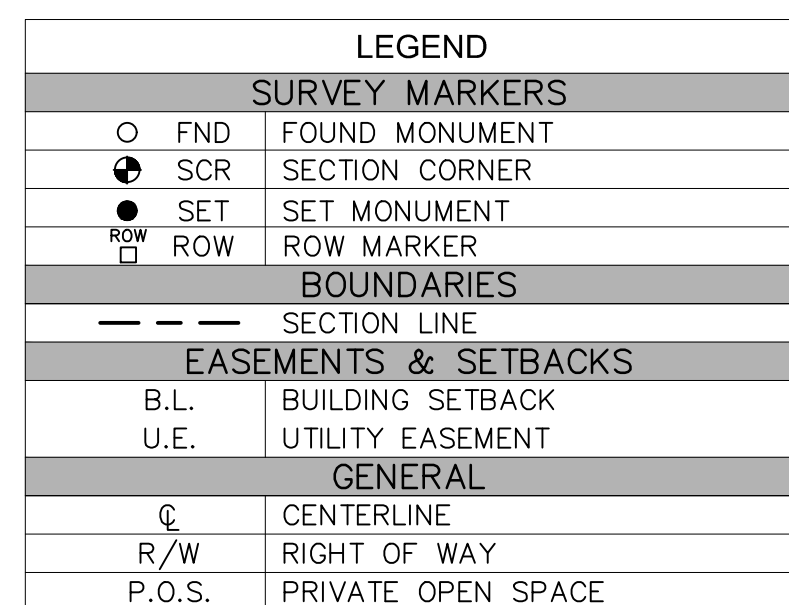 LEGEND
SURVEY MARKERS
FND FOUND MONUMENT
SCR SECTION CORNER
SET SET MONUMENT
ROW ROW ROW MARKER
BOUNDARIES
SECTION LINE
EASEMENTS & SETBACKS
B.L. BUILDING SETBACK
U.E. UTILITY EASEMENT
GENERAL
℄ CENTERLINE
R/W RIGHT OF WAY
P.O.S. PRIVATE OPEN SPACE